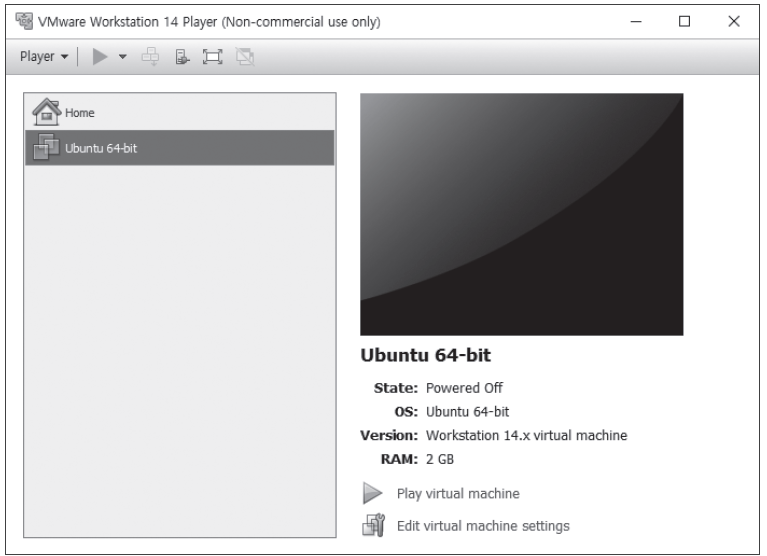 VMware Workstation 14 Player (Non-commercial use only)
Player
Home
Ubuntu 64-bit
Ubuntu 64-bit
State: Powered Off
OS: Ubuntu 64-bit
Version: Workstation 14.x virtual machine
RAM: 2 GB
Play virtual machine
Edit virtual machine settings